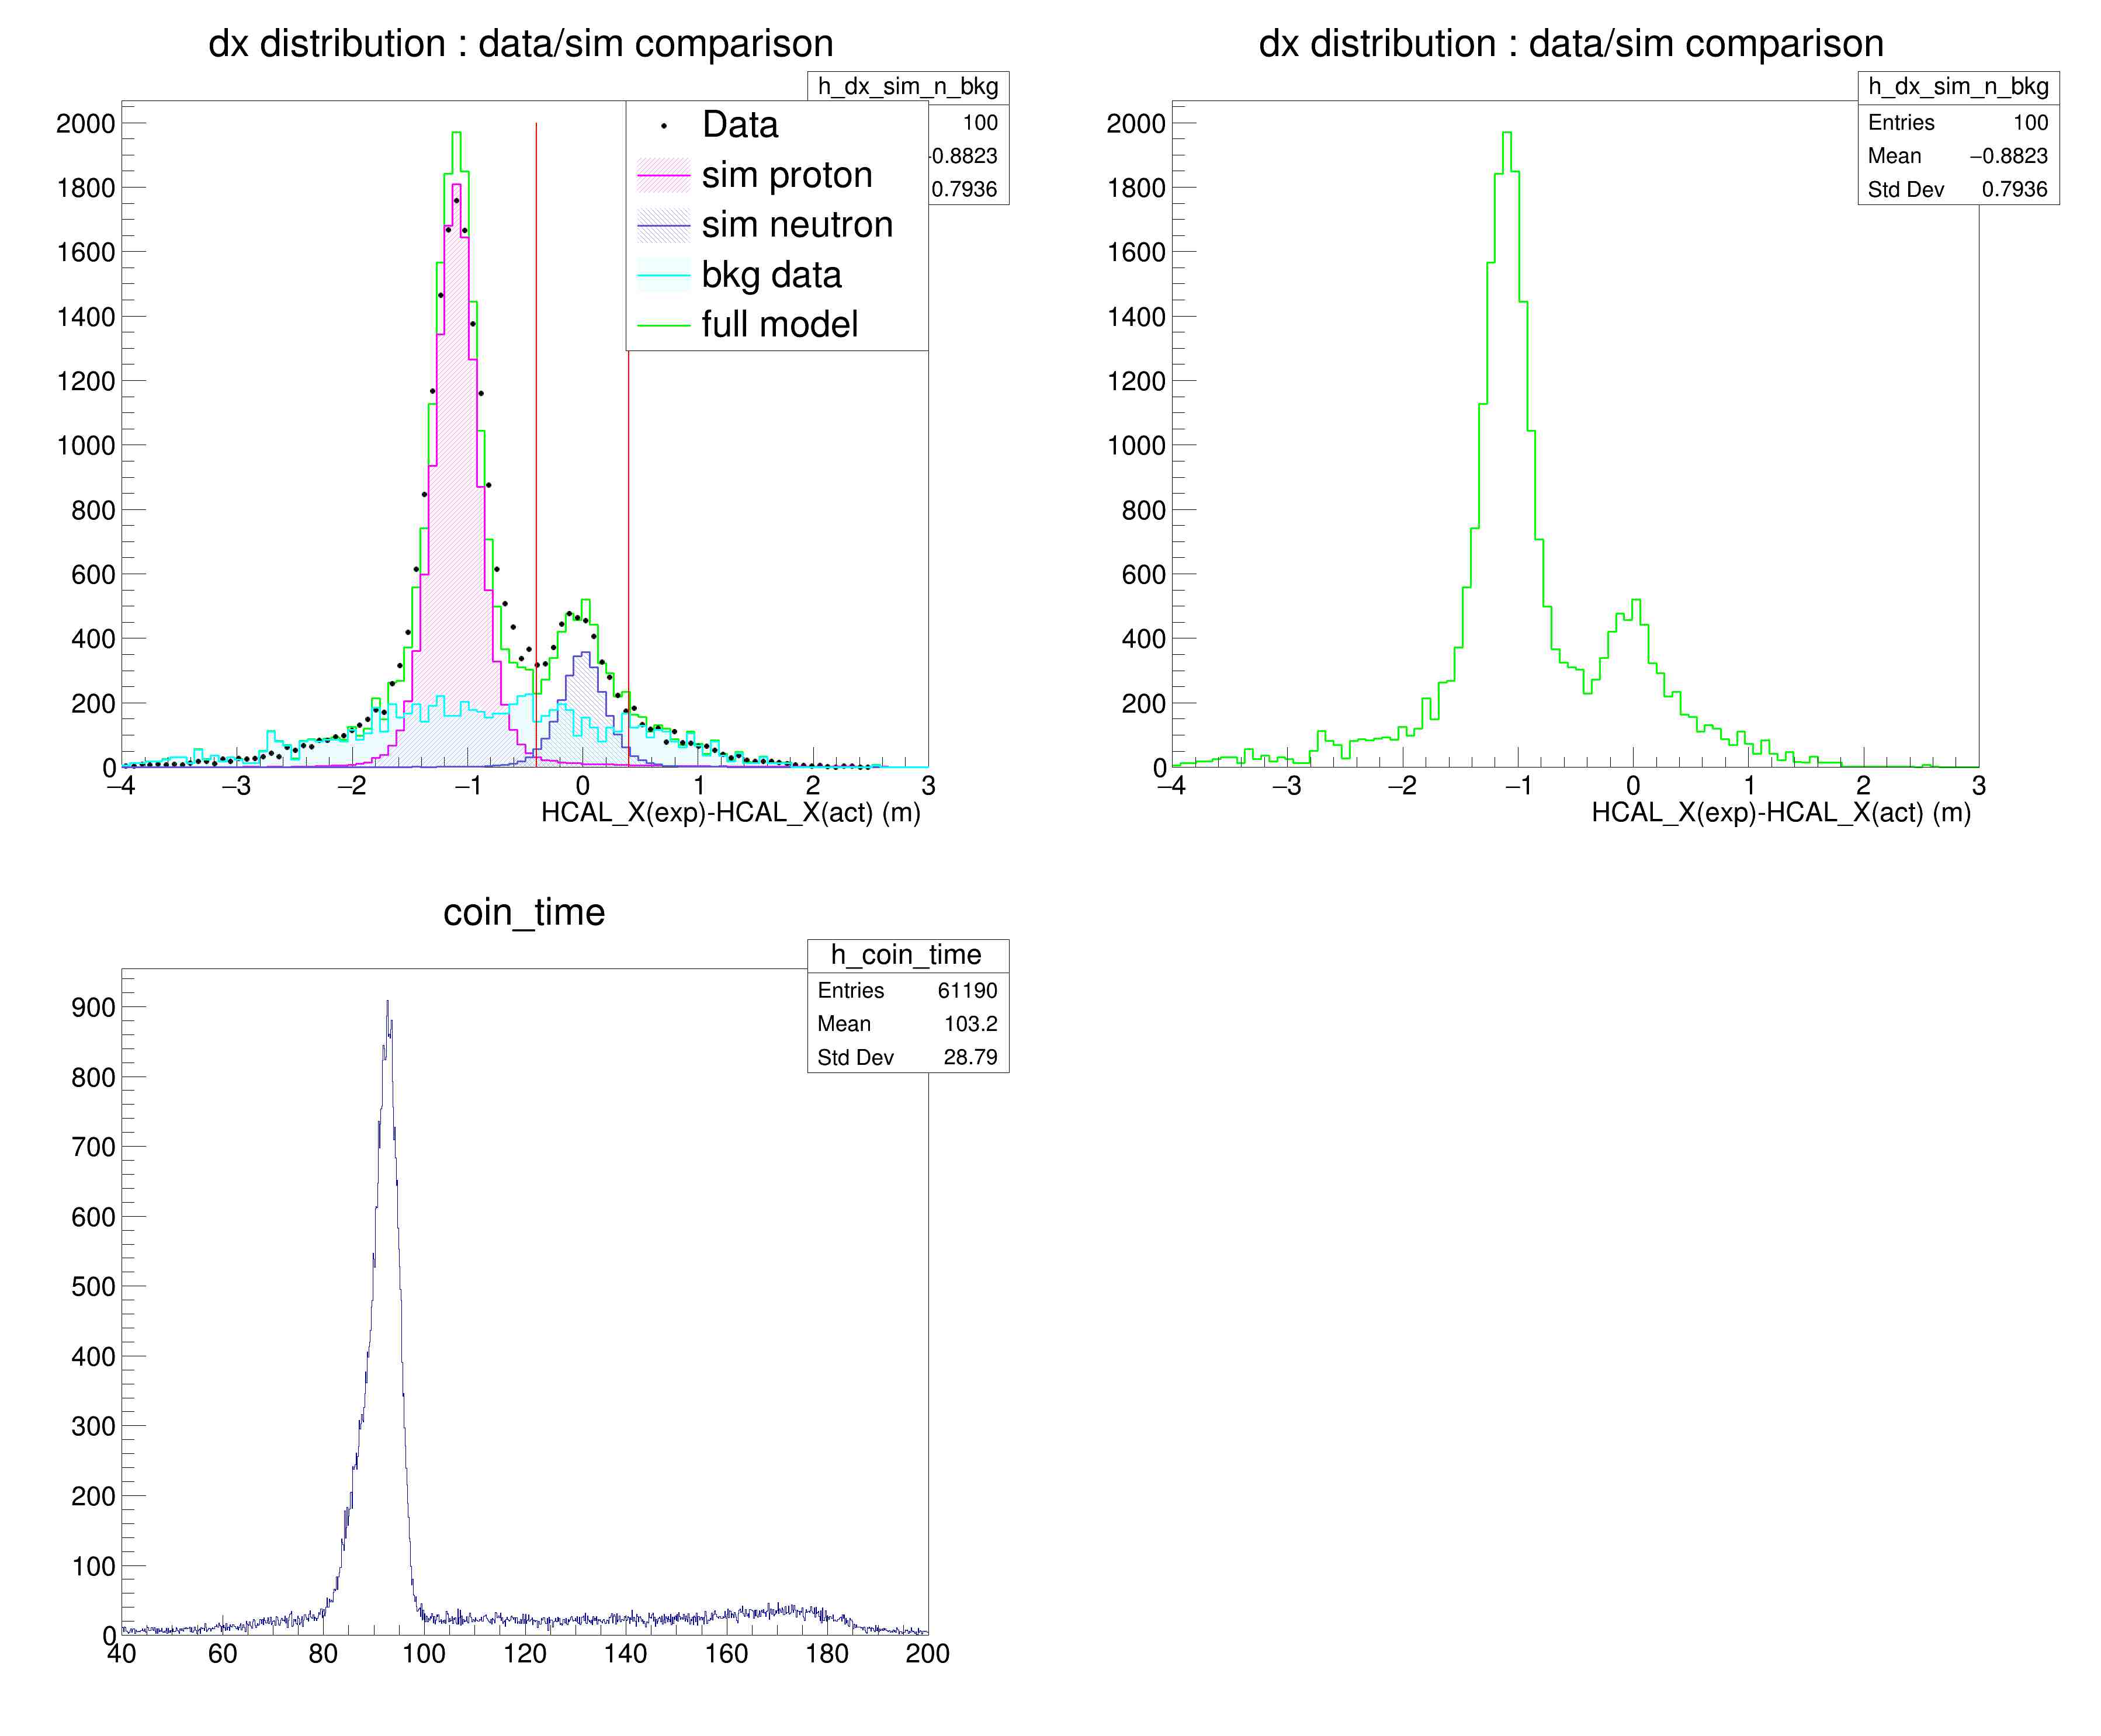 dx distribution : data/sim comparison
h_dx_sim_n_bkg
100
−0.8823
0.7936
Data
sim proton
sim neutron
bkg data
full model
2000
1800
1600
1400
1200
1000
800
600
400
200
0
−4 −3 −2 −1 0 1 2 3
HCAL_X(exp)-HCAL_X(act) (m)
dx distribution : data/sim comparison
h_dx_sim_n_bkg
Entries 100
Mean −0.8823
Std Dev 0.7936
2000
1800
1600
1400
1200
1000
800
600
400
200
0
−4 −3 −2 −1 0 1 2 3
HCAL_X(exp)-HCAL_X(act) (m)
coin_time
h_coin_time
Entries 61190
Mean 103.2
Std Dev 28.79
900
800
700
600
500
400
300
200
100
0
40 60 80 100 120 140 160 180 200